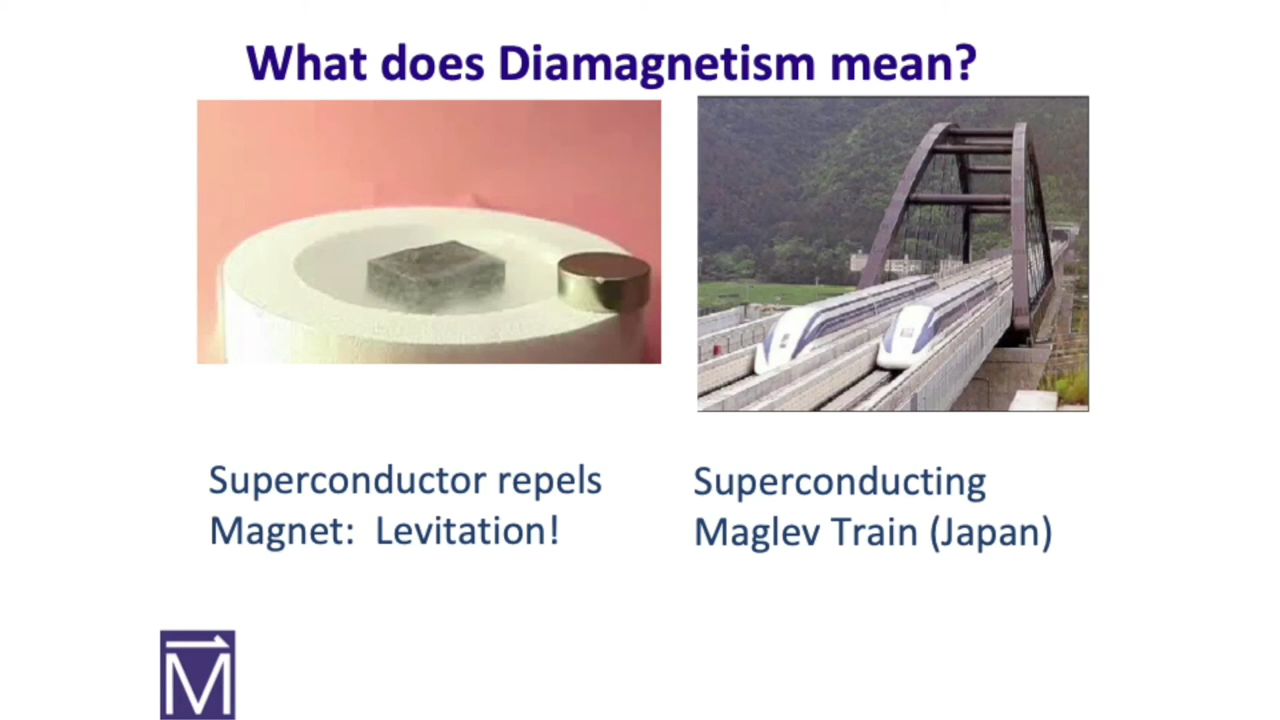 What does Diamagnetism mean?
Superconductor repels
Magnet:  Levitation!
Superconducting
Maglev Train (Japan)
M